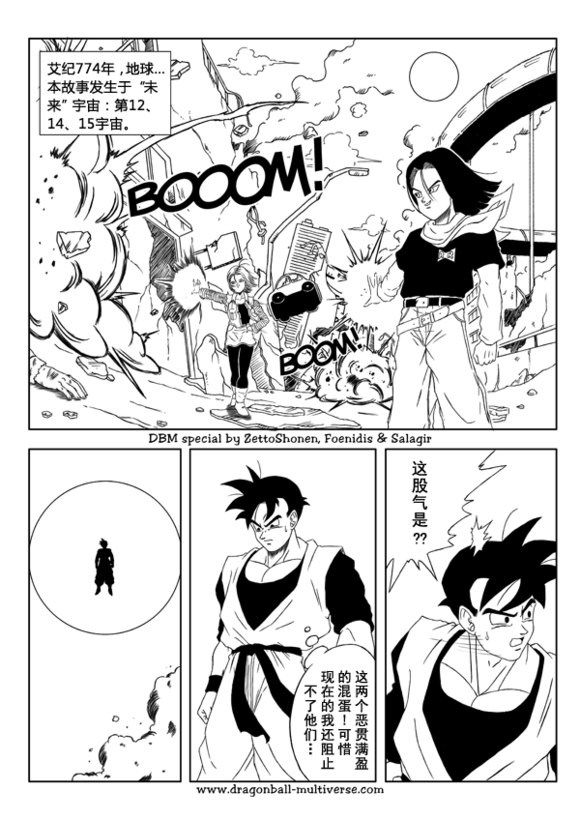 艾纪774年，地球...
本故事发生于“未
来”宇宙：第12、
14、15宇宙。
BOOOM!
BOOM!
DBM special by ZettoShonen, Foenidis & Salagir
这两个恶贯满盈
的混蛋！可惜
现在的我还阻止
不了他们…
这股气是??
www.dragonball-multiverse.com